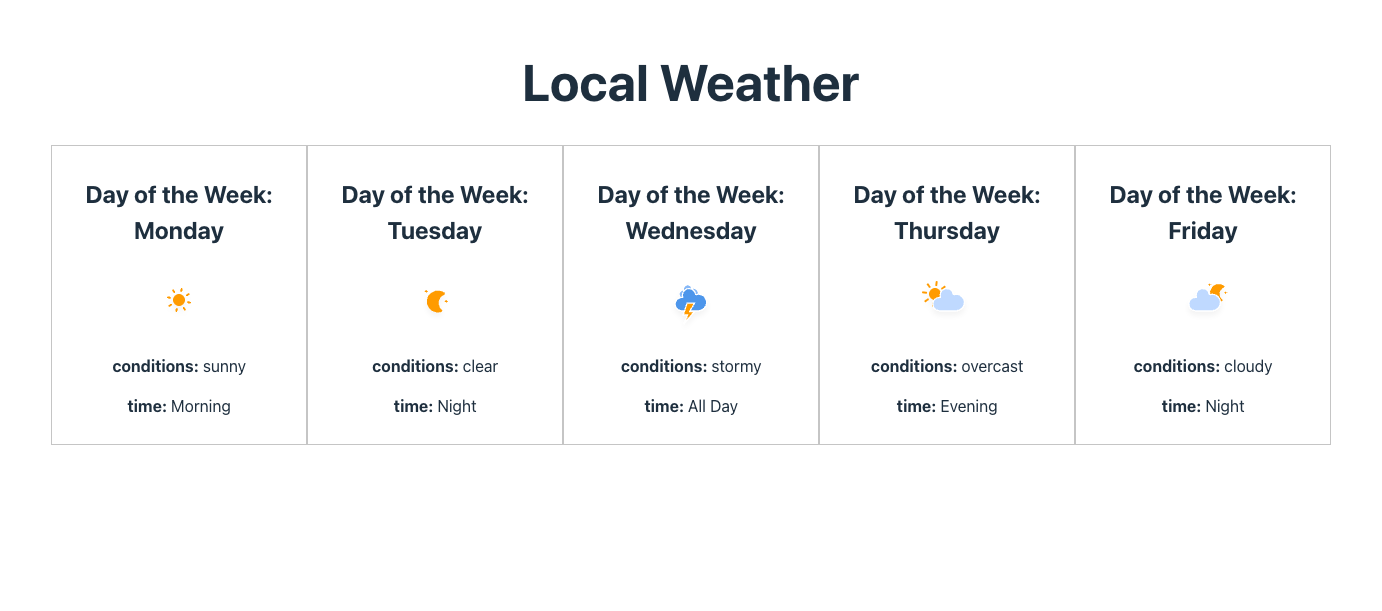 Local Weather
Day of the Week:
Monday
conditions: sunny
time: Morning
Day of the Week:
Tuesday
conditions: clear
time: Night
Day of the Week:
Wednesday
conditions: stormy
time: All Day
Day of the Week:
Thursday
conditions: overcast
time: Evening
Day of the Week:
Friday
conditions: cloudy
time: Night